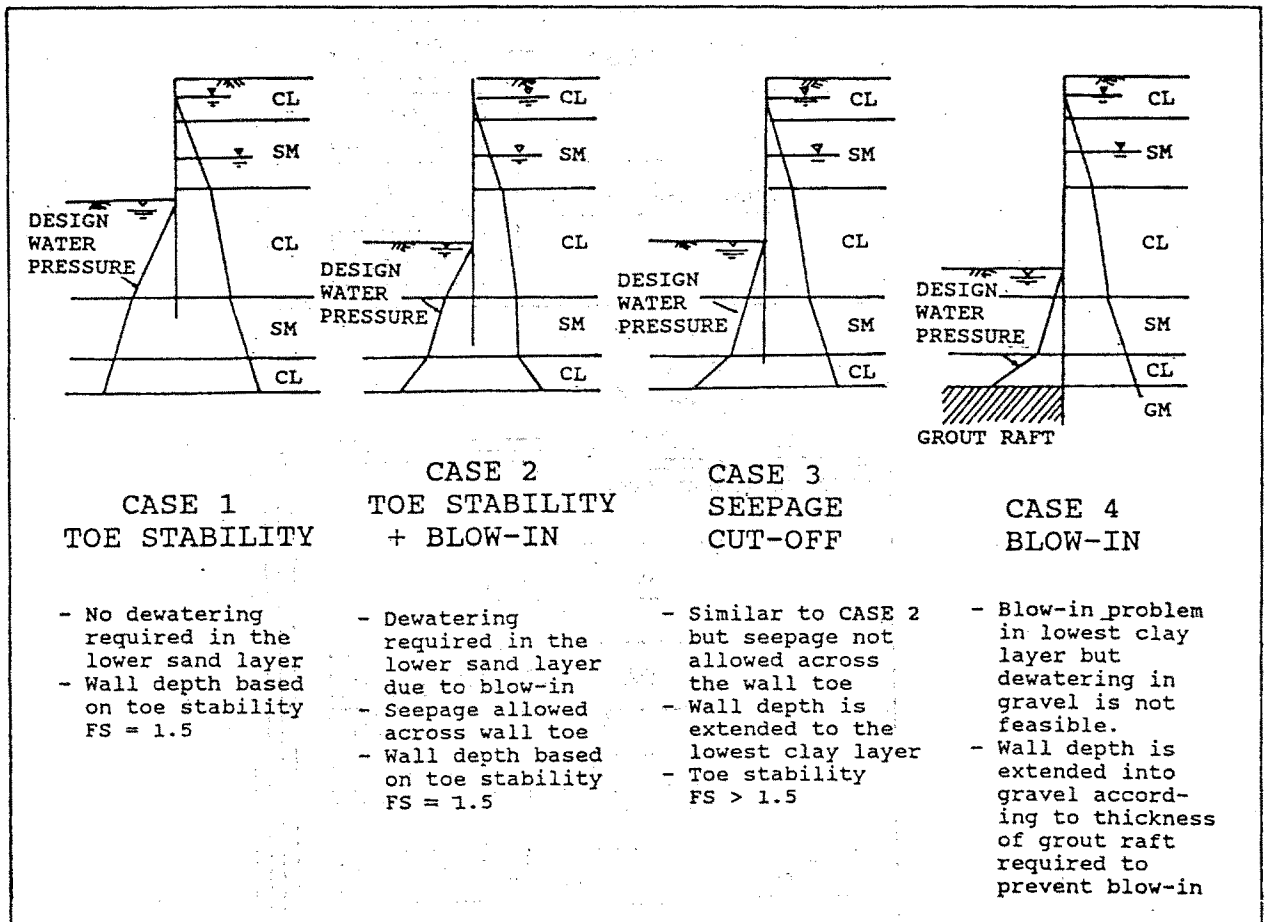 CL
SM
CL
SM
CL
DESIGN
WATER
PRESSURE
CASE 1
TOE STABILITY
- No dewatering
required in the
lower sand layer
- Wall depth based
on toe stability
FS = 1.5
CL
SM
CL
SM
CL
DESIGN
WATER
PRESSURE
CASE 2
TOE STABILITY
+ BLOW-IN
- Dewatering
required in the
lower sand layer
due to blow-in
- Seepage allowed
across wall toe
- Wall depth based
on toe stability
FS = 1.5
CL
SM
CL
SM
CL
DESIGN
WATER
PRESSURE
CASE 3
SEEPAGE
CUT-OFF
- Similar to CASE 2
but seepage not
allowed across
the wall toe
- Wall depth is
extended to the
lowest clay layer
- Toe stability
FS > 1.5
CL
SM
CL
SM
CL
GM
DESIGN
WATER
PRESSURE
GROUT RAFT
CASE 4
BLOW-IN
- Blow-in problem
in lowest clay
layer but
dewatering in
gravel is not
feasible.
- Wall depth is
extended into
gravel accord-
ing to thickness
of grout raft
required to
prevent blow-in